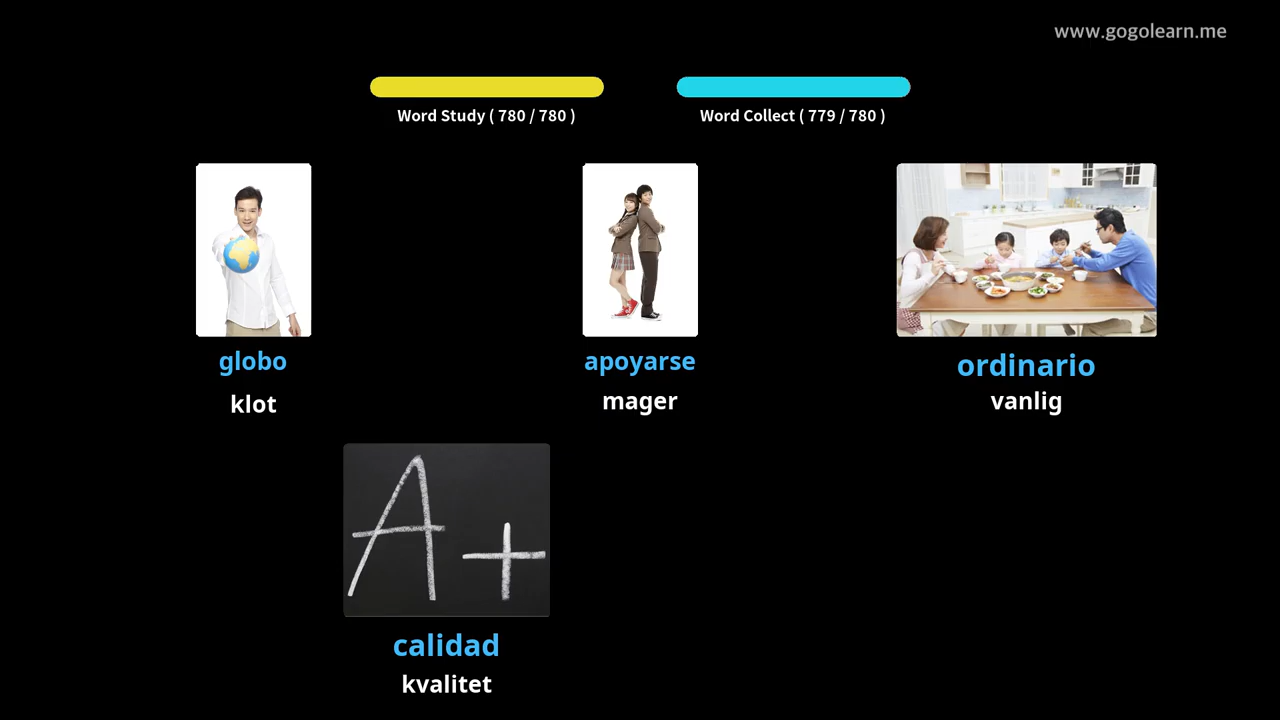 www.gogolearn.me
Word Study ( 780 / 780 )
Word Collect ( 779 / 780 )
globo
apoyarse
ordinario
klot
mager
vanlig
A+
calidad
kvalitet